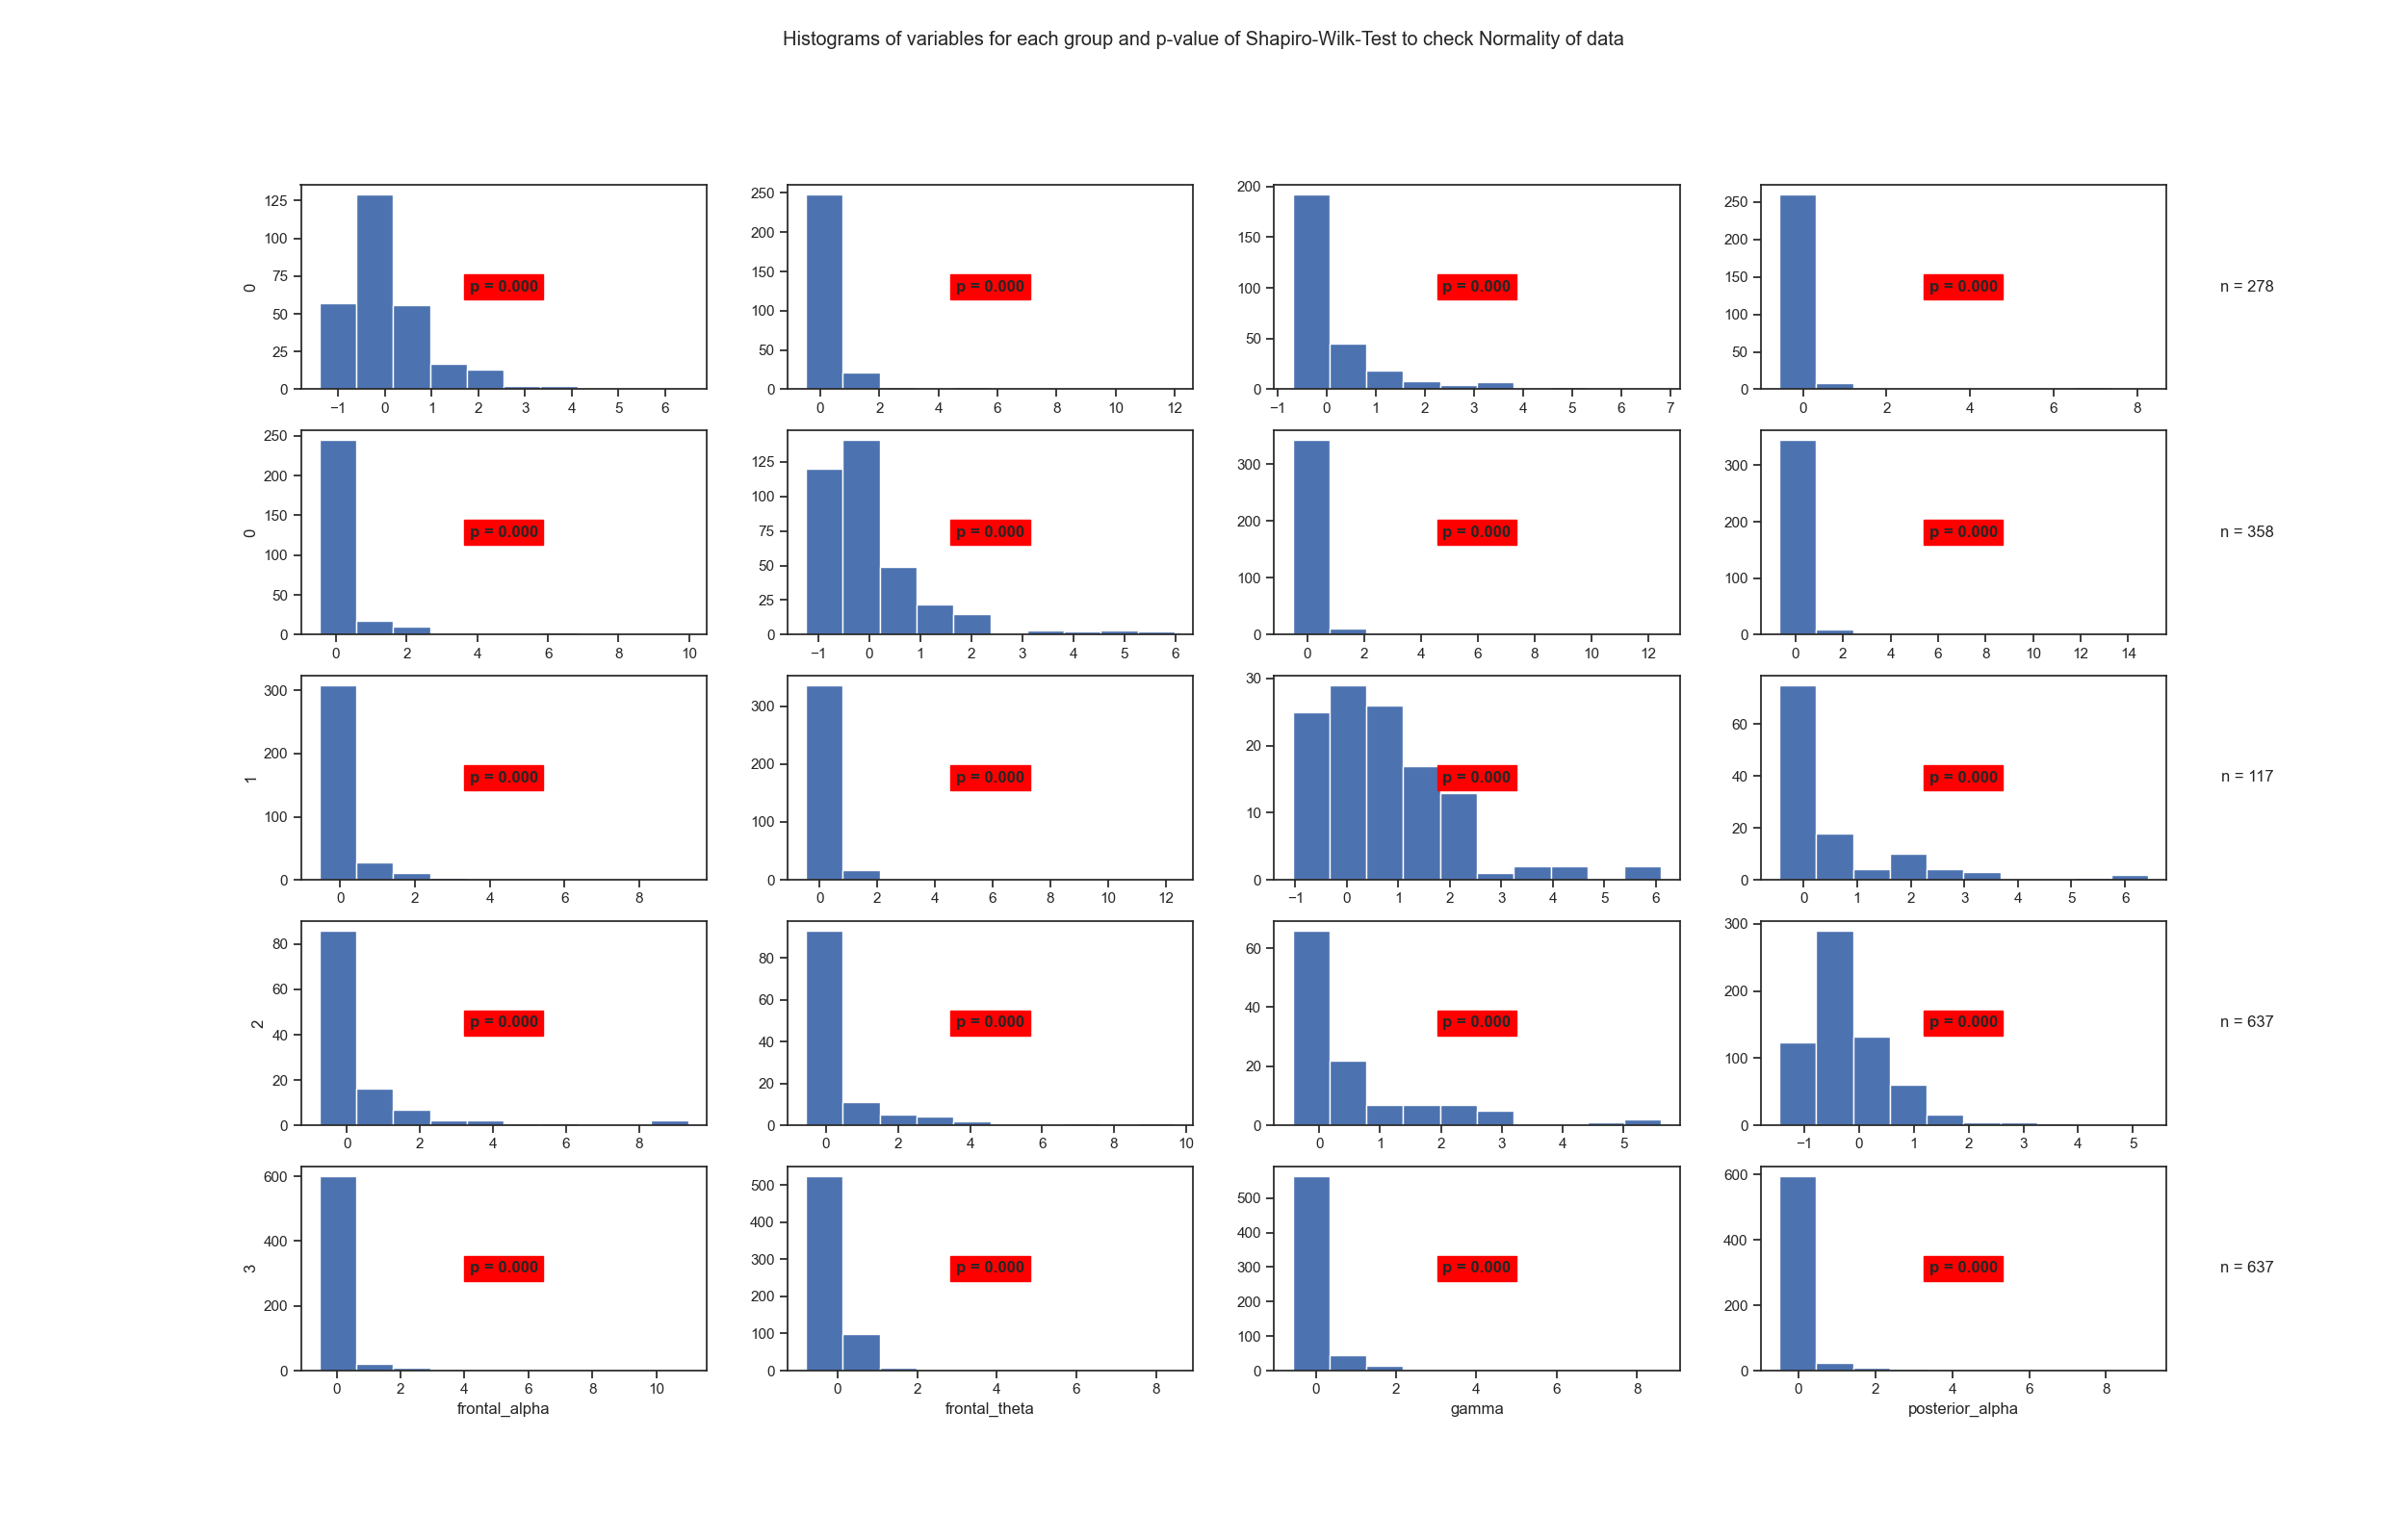 Histograms of variables for each group and p-value of Shapiro-Wilk-Test to check Normality of data
125
100
75
50
25
0
0
p = 0.000
−1 0 1 2 3 4 5 6
250
200
150
100
50
0
p = 0.000
0 2 4 6 8 10 12
200
150
100
50
0
p = 0.000
−1 0 1 2 3 4 5 6 7
250
200
150
100
50
0
p = 0.000
0 2 4 6 8
n = 278
250
200
150
100
50
0
0
p = 0.000
0 2 4 6 8 10
125
100
75
50
25
0
p = 0.000
−1 0 1 2 3 4 5 6
300
200
100
0
p = 0.000
0 2 4 6 8 10 12
300
200
100
0
p = 0.000
0 2 4 6 8 10 12 14
n = 358
300
200
100
0
1
p = 0.000
0 2 4 6 8
300
200
100
0
p = 0.000
0 2 4 6 8 10 12
30
20
10
0
p = 0.000
−1 0 1 2 3 4 5 6
60
40
20
0
p = 0.000
0 1 2 3 4 5 6
n = 117
80
60
40
20
0
2
p = 0.000
0 2 4 6 8
80
60
40
20
0
p = 0.000
0 2 4 6 8 10
60
40
20
0
p = 0.000
0 1 2 3 4 5
300
200
100
0
p = 0.000
−1 0 1 2 3 4 5
n = 637
600
400
200
0
3
p = 0.000
0 2 4 6 8 10
frontal_alpha
500
400
300
200
100
0
p = 0.000
0 2 4 6 8
frontal_theta
500
400
300
200
100
0
p = 0.000
0 2 4 6 8
gamma
600
400
200
0
p = 0.000
0 2 4 6 8
posterior_alpha
n = 637